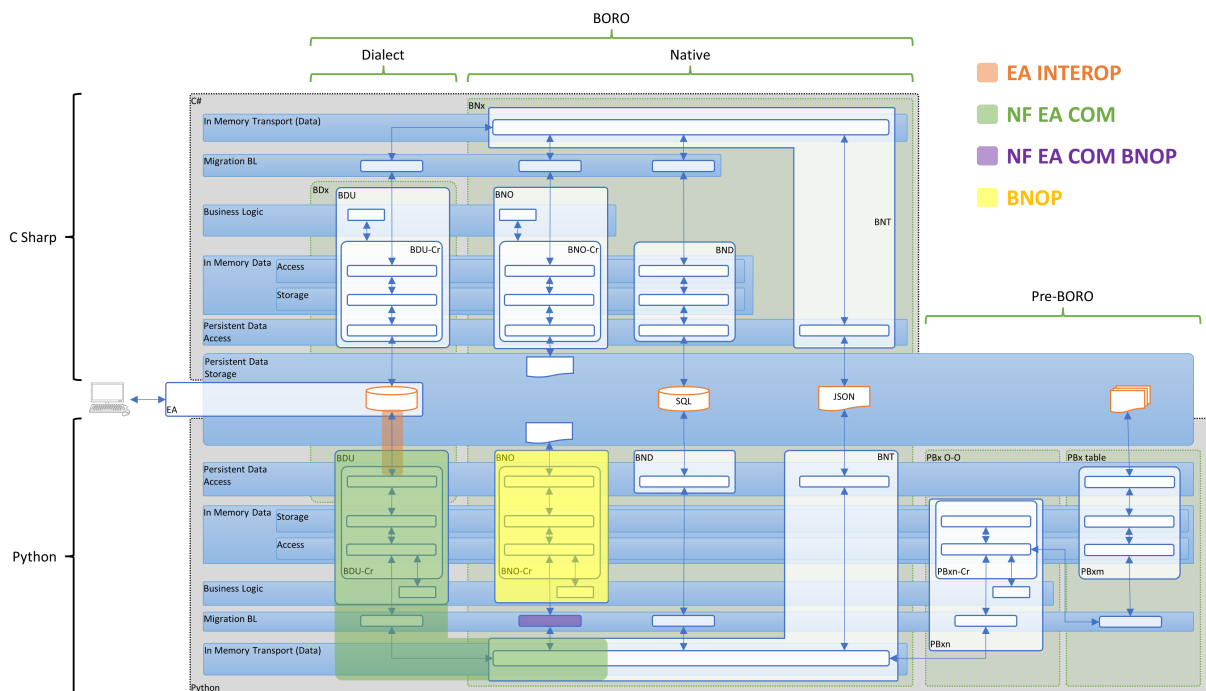 BORO
Dialect
Native
EA INTEROP
NF EA COM
NF EA COM BNOP
BNOP
C#
BNx
In Memory Transport (Data)
Migration BL
BDx
BDU
BNO
Business Logic
BNT
C Sharp
BDU-Cr
BNO-Cr
BND
In Memory Data
Access
Storage
Pre-BORO
Persistent Data
Access
Persistent Data
Storage
EA
SQL
JSON
BDU
BNO
BND
BNT
PBx O-O
PBx table
Persistent Data
Access
In Memory Data
Storage
Access
Python
BDU-Cr
BNO-Cr
PBxn-Cr
PBxm
Business Logic
Migration BL
PBxn
In Memory Transport (Data)
Python